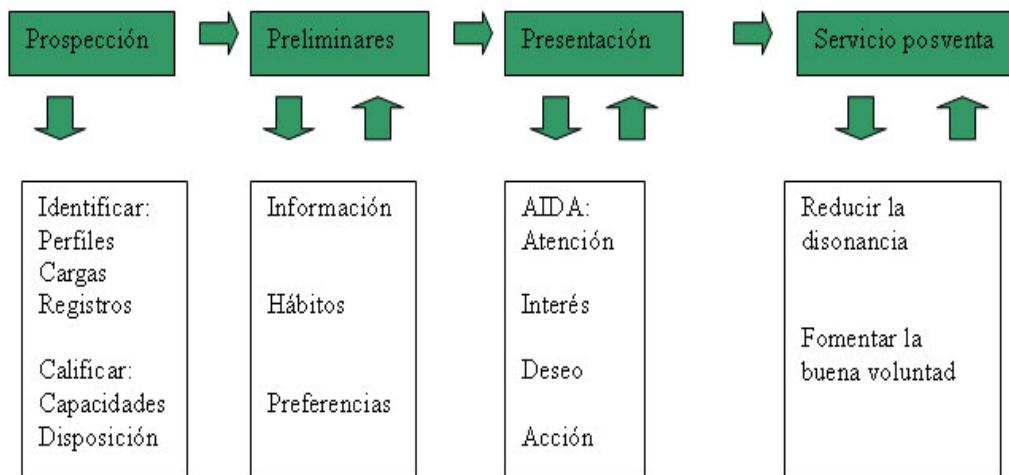 Prospección
Preliminares
Presentación
Servicio posventa
Identificar:
Perfiles
Cargas
Registros
Calificar:
Capacidades
Disposición
Información
Hábitos
Preferencias
AIDA:
Atención
Interés
Deseo
Acción
Reducir la
disonancia
Fomentar la
buena voluntad